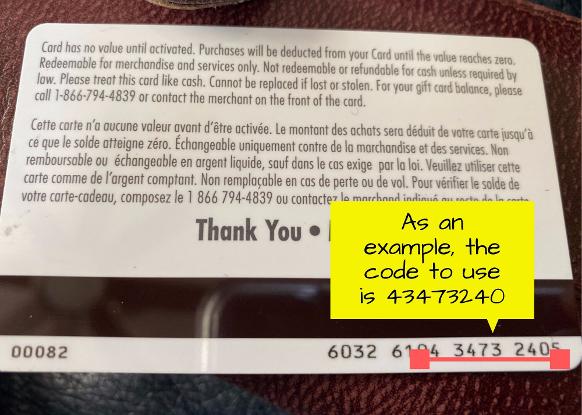 Card has no value until activated. Purchases will be deducted from your Card until the value reaches zero.
Redeemable for merchandise and services only. Not redeemable or refundable for cash unless required by
law. Please treat this card like cash. Cannot be replaced if lost or stolen. For your gift card balance, please
call 1-866-794-4839 or contact the merchant on the front of the card.
Cette carte n’a aucune valeur avant d’être activée. Le montant des achats sera déduit de votre carte jusqu’à
ce que le solde atteigne zéro. Échangeable uniquement contre de la marchandise et des services. Non
remboursable ou échangeable en argent liquide, sauf dans le cas exigé par la loi. Veuillez utiliser cette
carte comme de l’argent comptant. Non remplaçable en cas de perte ou de vol. Pour vérifier le solde de
votre carte-cadeau, composez le 1 866 794-4839 ou contactez le marchand indiqué au recto de la carte
Thank You •
As an
example, the
code to use
is 43473240
00082
6032 6104 3473 2405